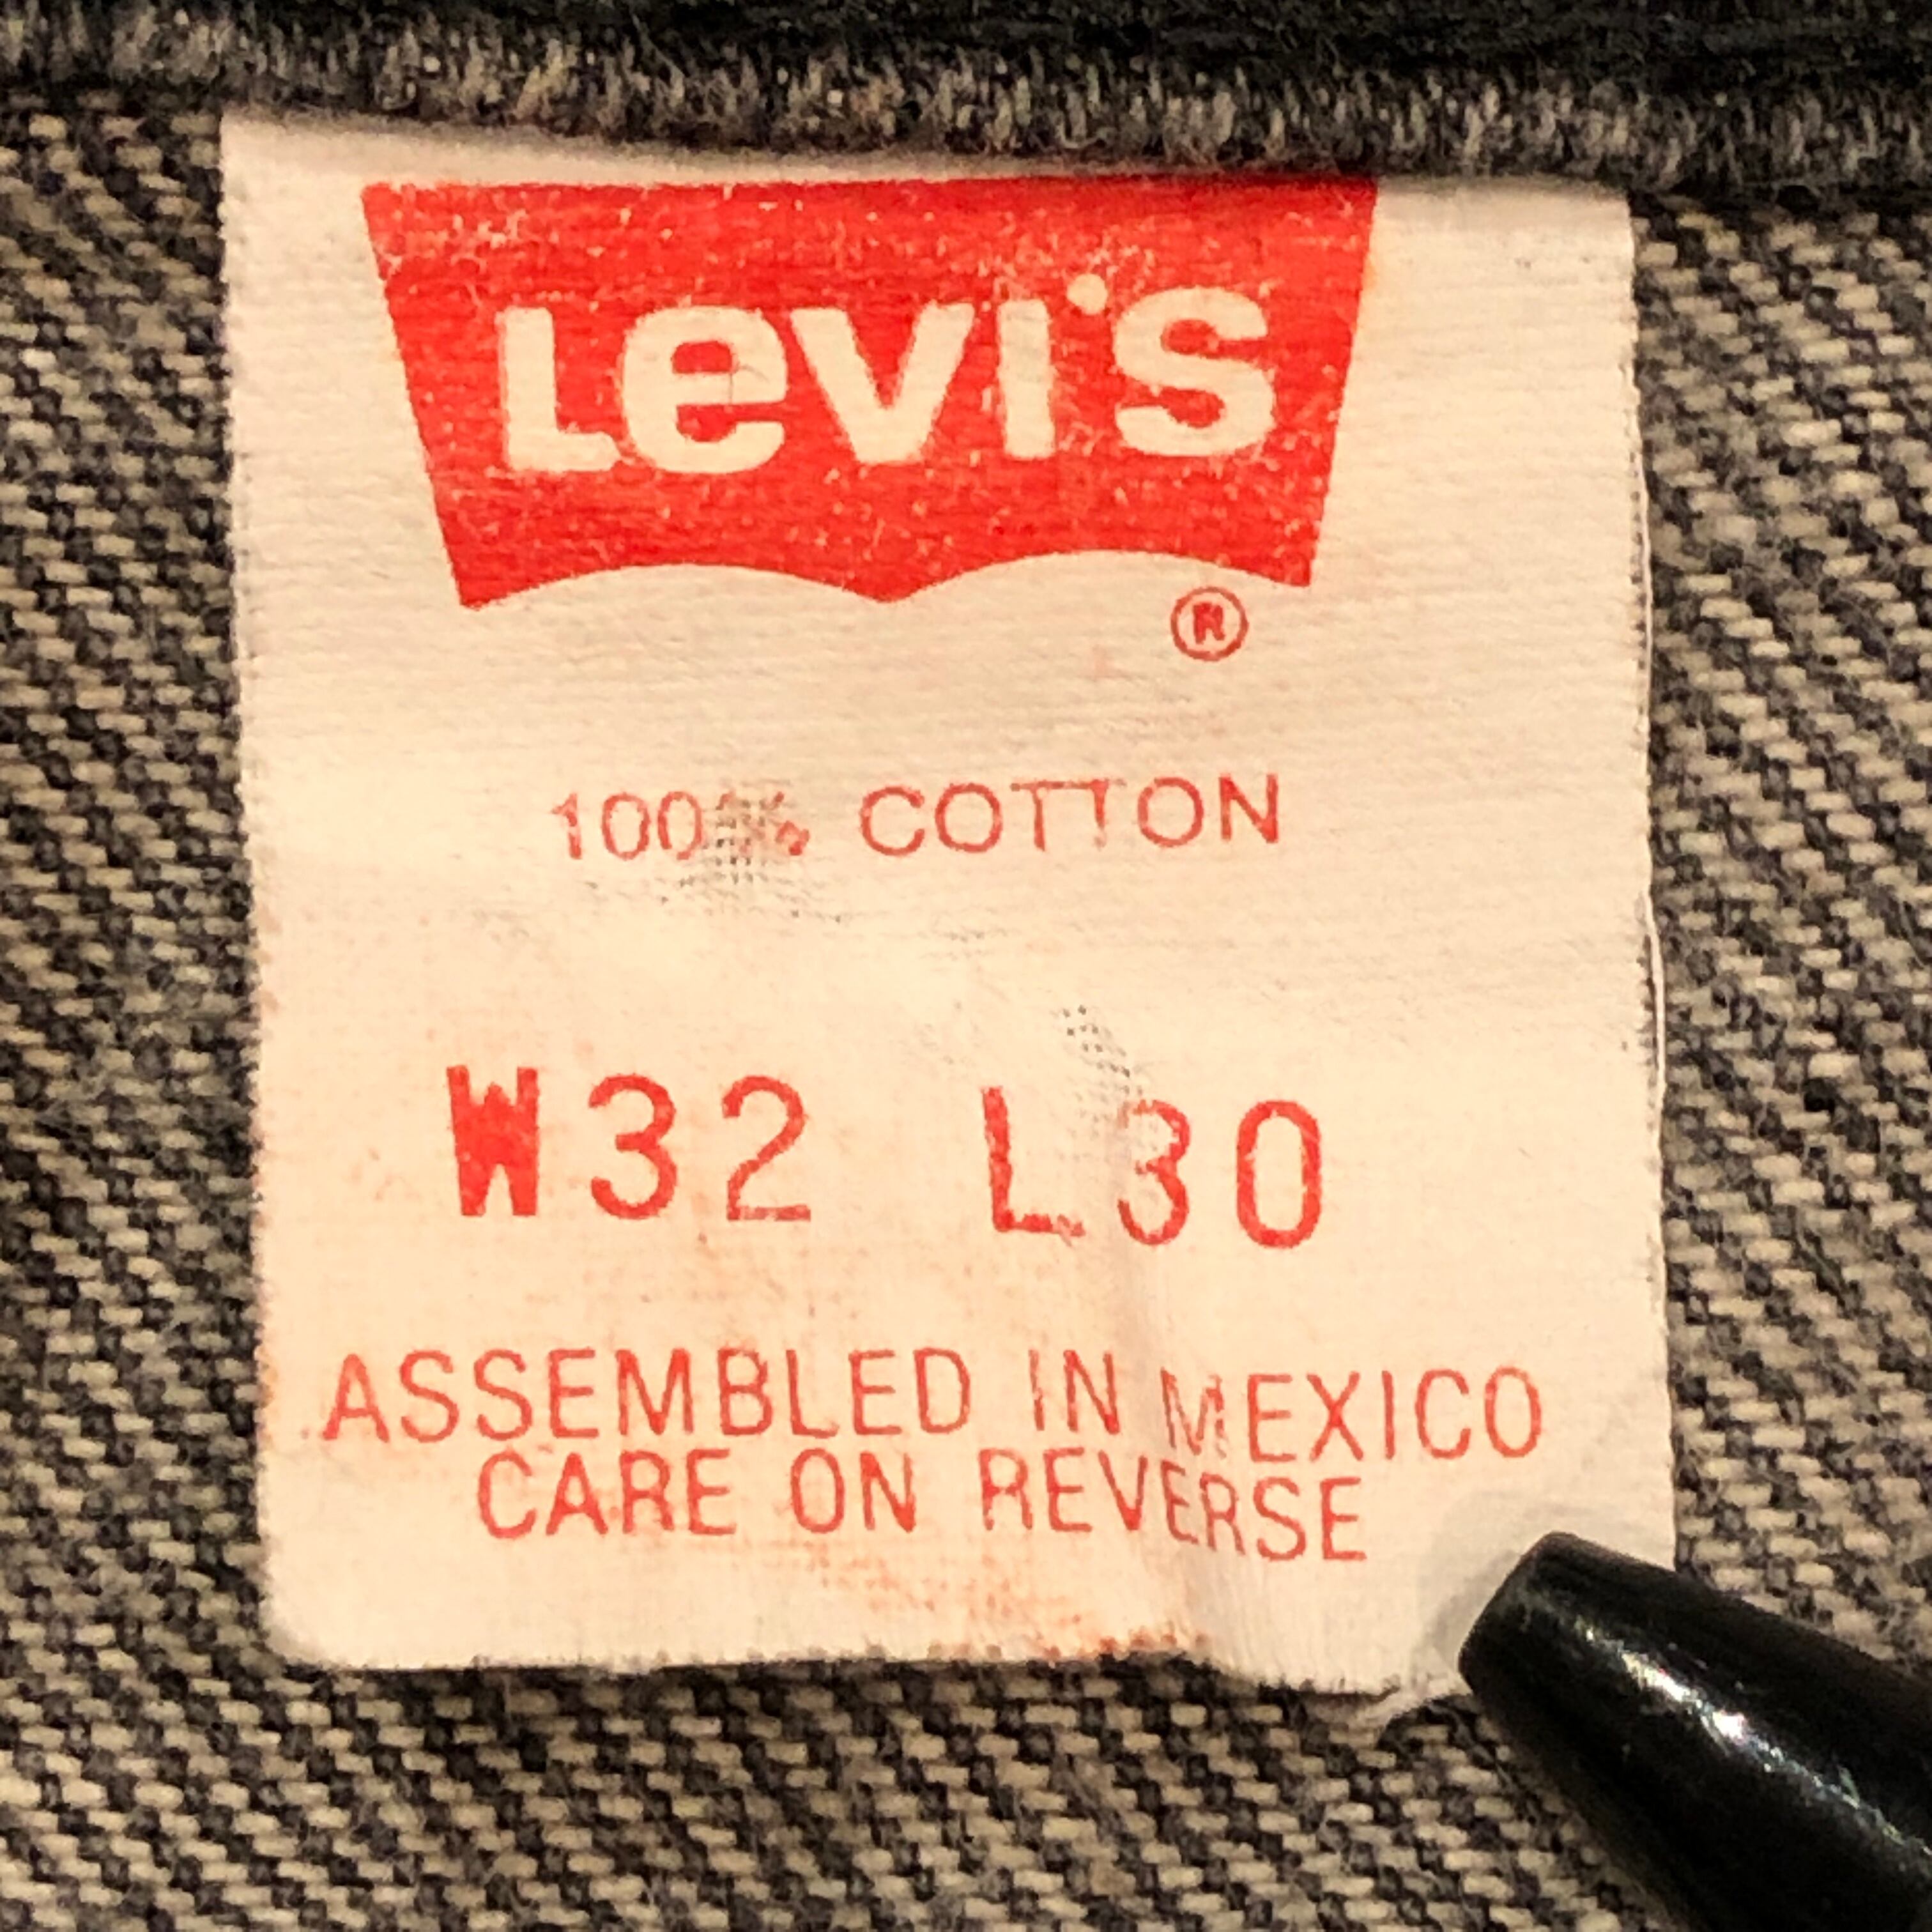 Levi's
®
100% COTTON
W32 L30
ASSEMBLED IN MEXICO
CARE ON REVERSE